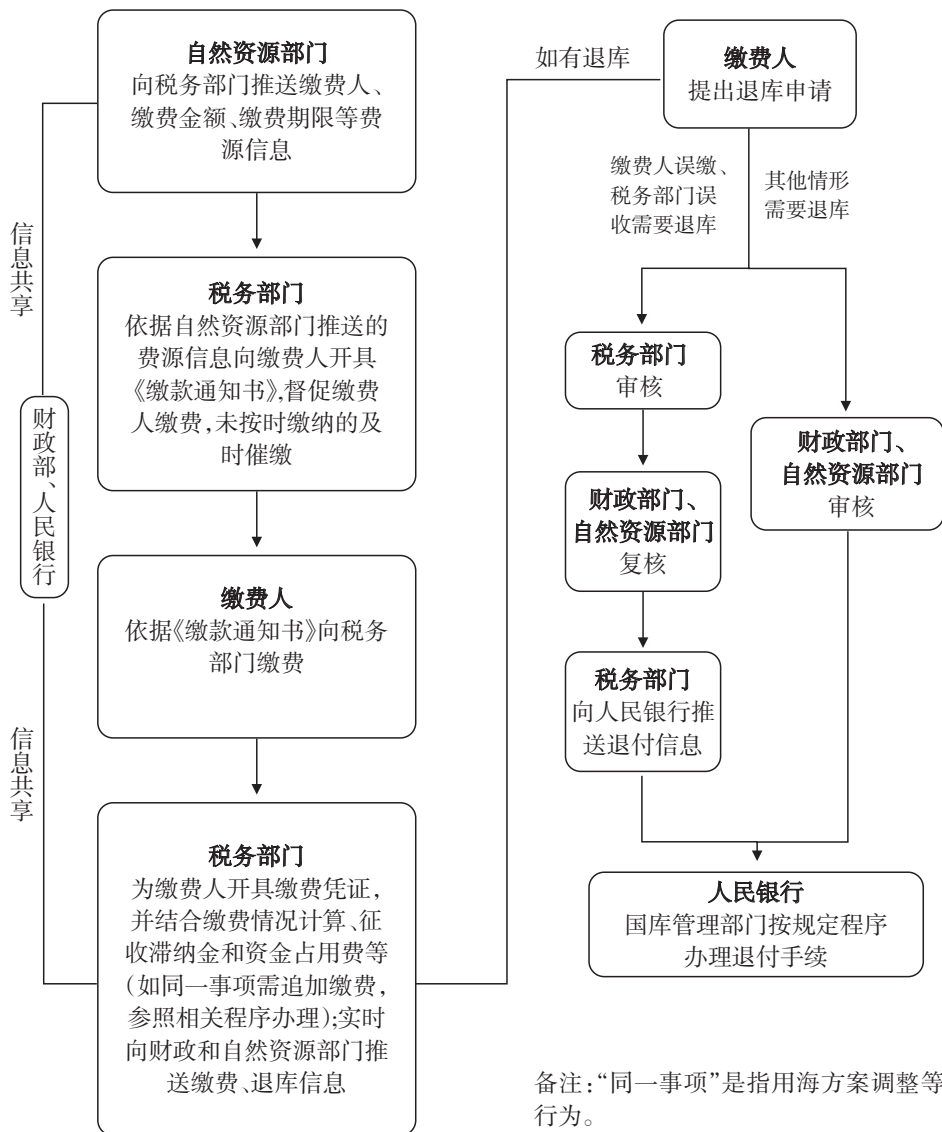 自然资源部门
向税务部门推送缴费人、
缴费金额、缴费期限等费
源信息
信息共享
税务部门
依据自然资源部门推送的
费源信息向缴费人开具
《缴款通知书》,督促缴费
人缴费,未按时缴纳的及
时催缴
财政部、人民银行
缴费人
依据《缴款通知书》向税务
部门缴费
信息共享
税务部门
为缴费人开具缴费凭证,
并结合缴费情况计算、征
收滞纳金和资金占用费等
(如同一事项需追加缴费,
参照相关程序办理);实时
向财政和自然资源部门推
送缴费、退库信息
如有退库
缴费人
提出退库申请
缴费人误缴、
税务部门误
收需要退库
其他情形
需要退库
税务部门
审核
财政部门、
自然资源部门
复核
税务部门
向人民银行推
送退付信息
财政部门、
自然资源部门
审核
人民银行
国库管理部门按规定程序
办理退付手续
备注:“同一事项”是指用海方案调整等
行为。